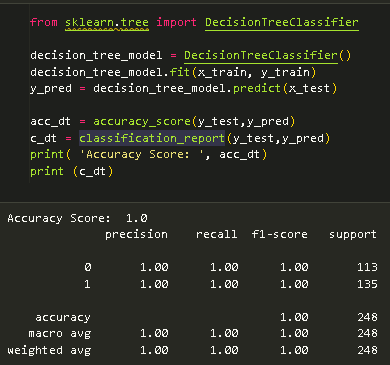 from sklearn.tree import DecisionTreeClassifier
decision_tree_model = DecisionTreeClassifier()
decision_tree_model.fit(x_train, y_train)
y_pred = decision_tree_model.predict(x_test)
acc_dt = accuracy_score(y_test,y_pred)
c_dt = classification_report(y_test,y_pred)
print( 'Accuracy Score: ', acc_dt)
print (c_dt)
Accuracy Score:  1.0
precision recall f1-score support
0 1.00 1.00 1.00 113
1 1.00 1.00 1.00 135
accuracy 1.00 248
macro avg 1.00 1.00 1.00 248
weighted avg 1.00 1.00 1.00 248